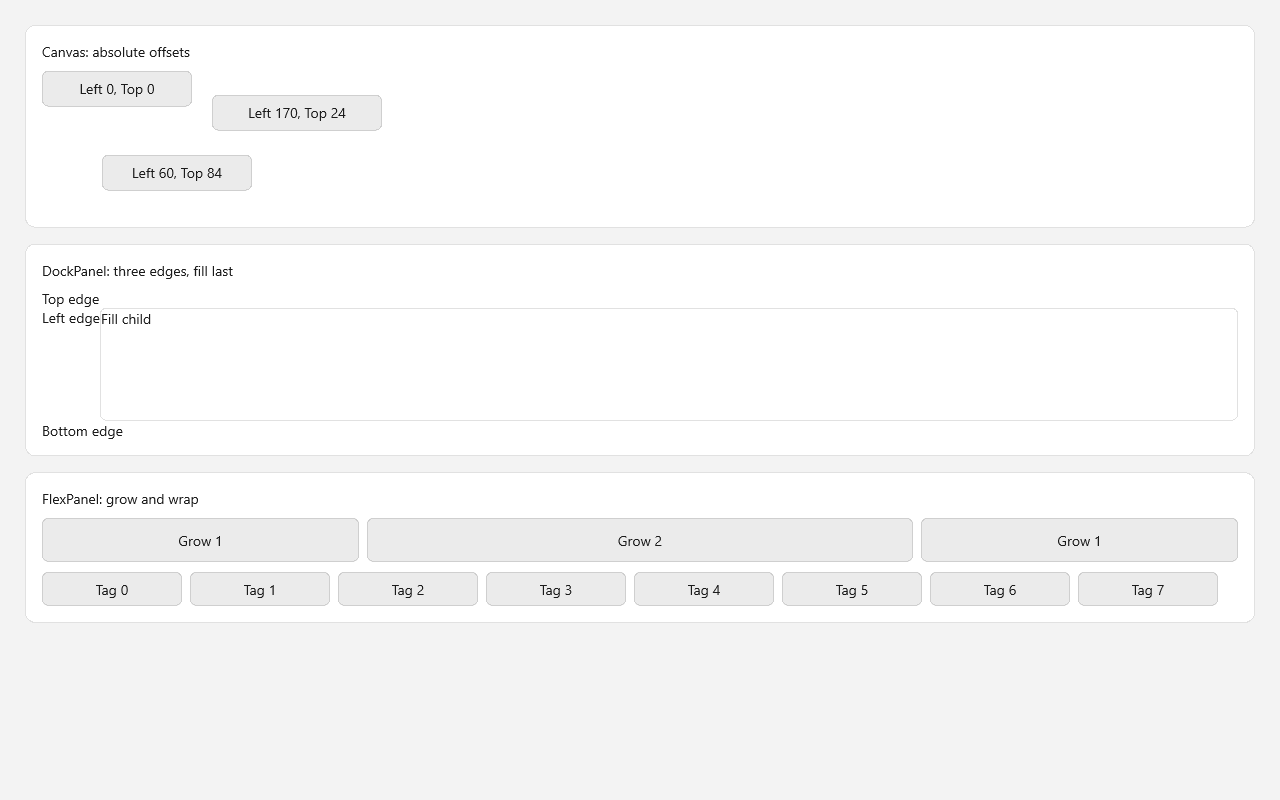 Canvas: absolute offsets
Left 0, Top 0
Left 170, Top 24
Left 60, Top 84
DockPanel: three edges, fill last
Top edge
Left edge
Fill child
Bottom edge
FlexPanel: grow and wrap
Grow 1
Grow 2
Grow 1
Tag 0
Tag 1
Tag 2
Tag 3
Tag 4
Tag 5
Tag 6
Tag 7